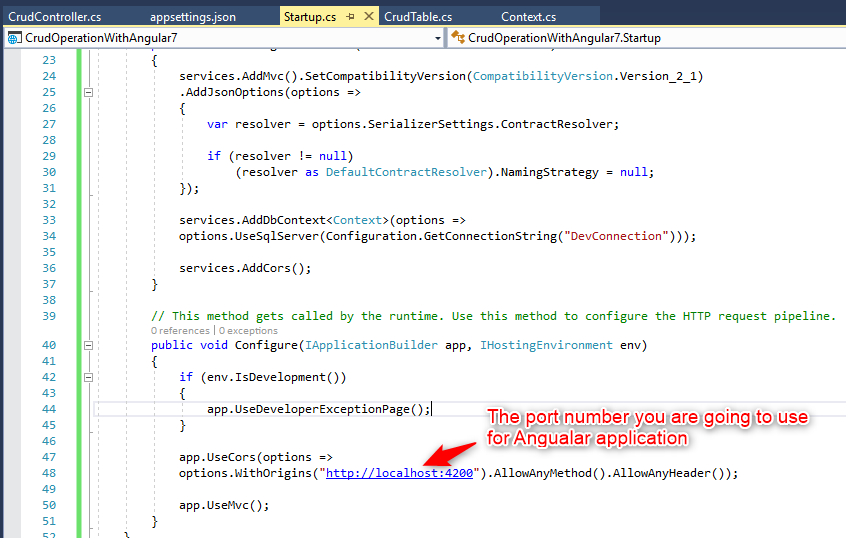 CrudController.cs appsettings.json Startup.cs CrudTable.cs Context.cs
CrudOperationWithAngular7 CrudOperationWithAngular7.Startup
23 {
24 services.AddMvc().SetCompatibilityVersion(CompatibilityVersion.Version_2_1)
25 .AddJsonOptions(options =>
26 {
27 var resolver = options.SerializerSettings.ContractResolver;
28
29 if (resolver != null)
30 (resolver as DefaultContractResolver).NamingStrategy = null;
31 });
32
33 services.AddDbContext<Context>(options =>
34 options.UseSqlServer(Configuration.GetConnectionString("DevConnection")));
35
36 services.AddCors();
37 }
38
39 // This method gets called by the runtime. Use this method to configure the HTTP request pipeline.
0 references | 0 exceptions
40 public void Configure(IApplicationBuilder app, IHostingEnvironment env)
41 {
42 if (env.IsDevelopment())
43 {
44 app.UseDeveloperExceptionPage();
45 }
46
The port number you are going to use
for Angualar application
47 app.UseCors(options =>
48 options.WithOrigins("http://localhost:4200").AllowAnyMethod().AllowAnyHeader());
49
50 app.UseMvc();
51 }
52 }